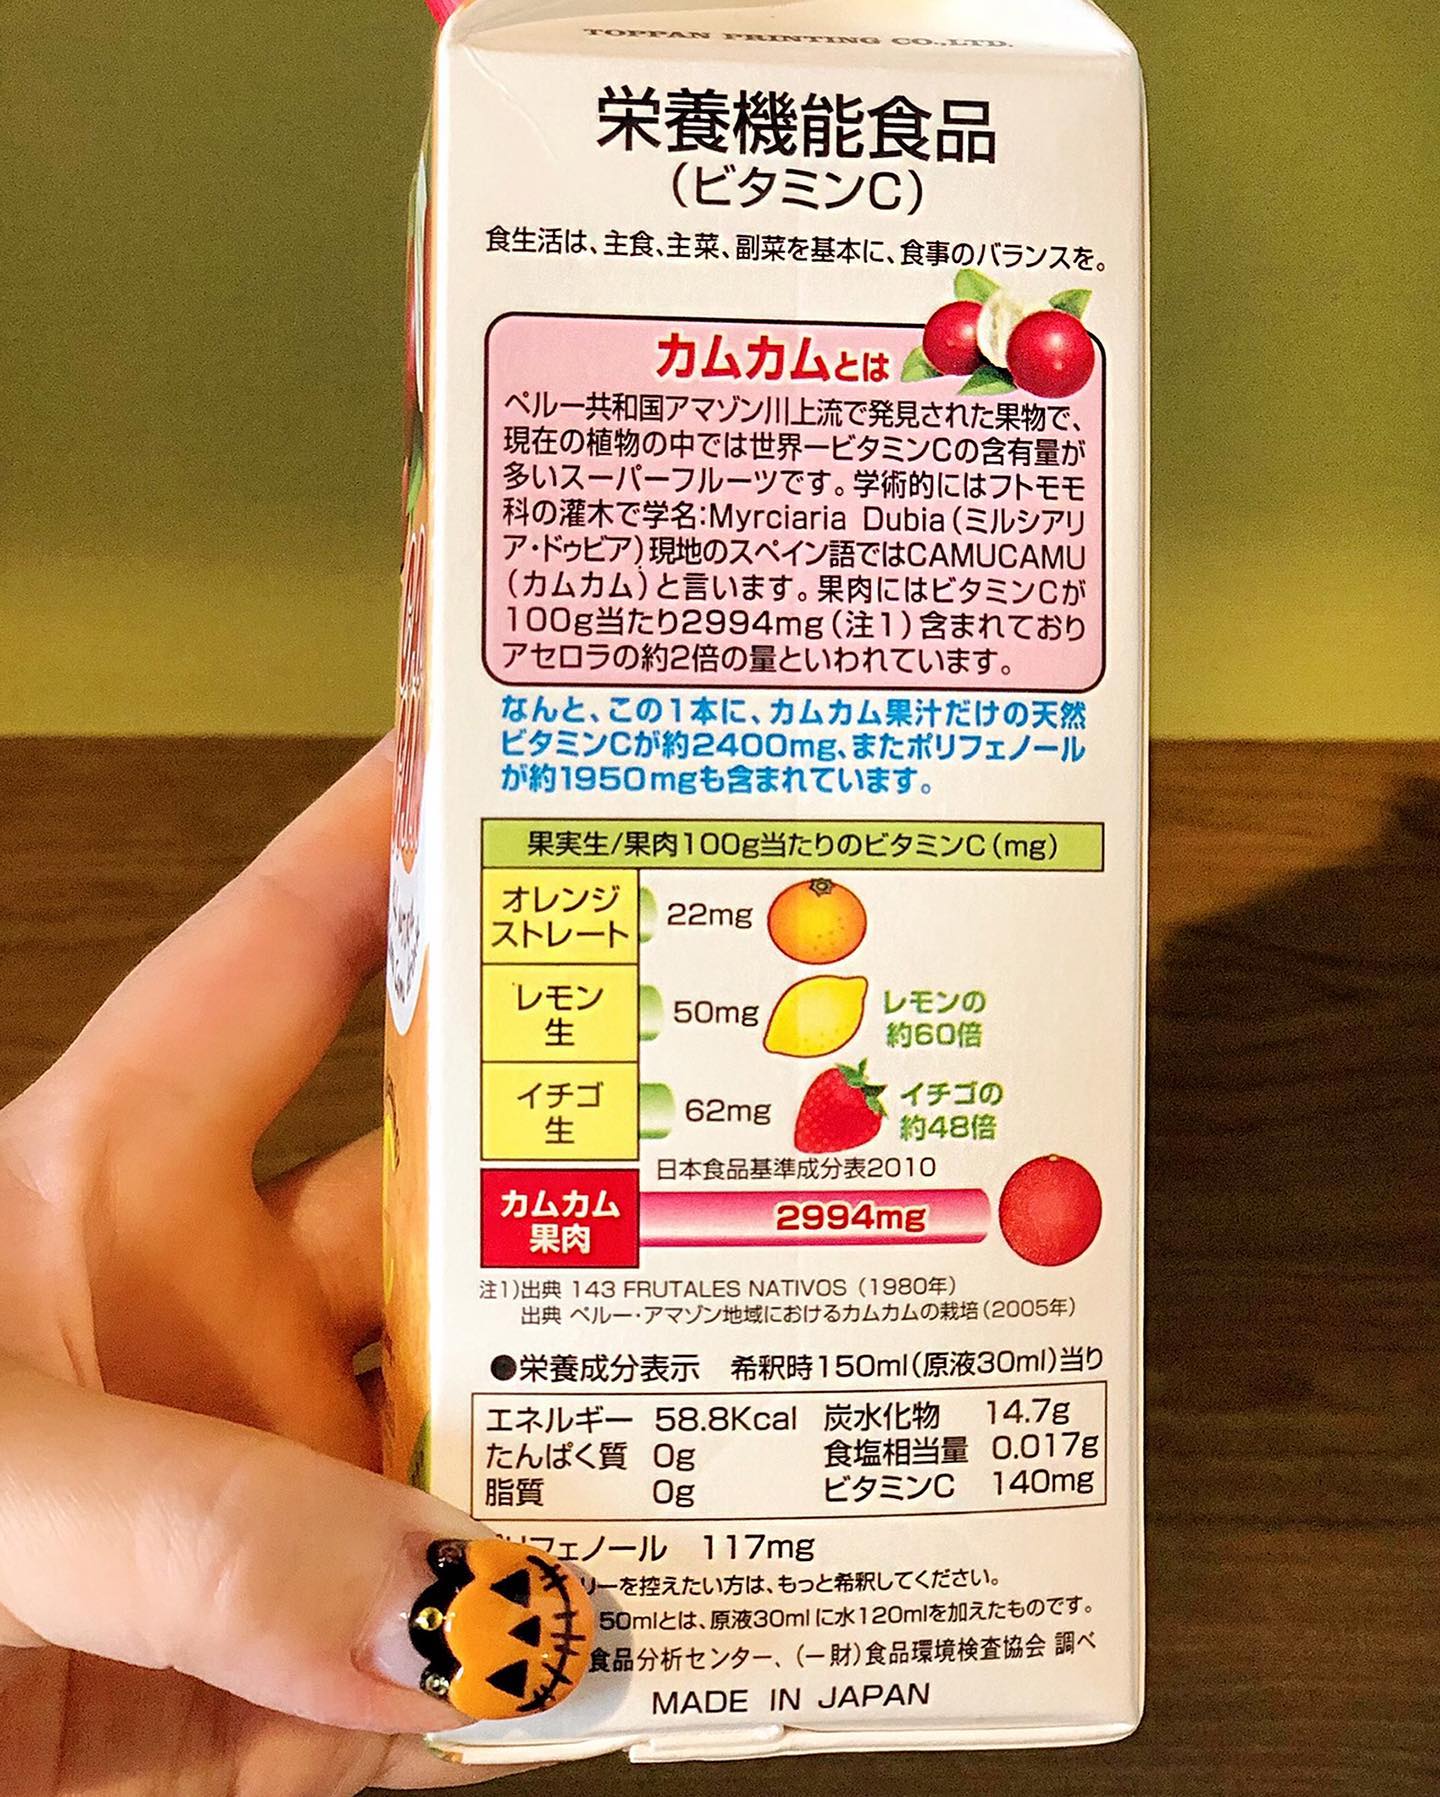 TOPPAN PRINTING CO.,LTD.
栄養機能食品
(ビタミンC)
食生活は、主食、主菜、副菜を基本に、食事のバランスを。
カムカムとは
ペルー共和国アマゾン川上流で発見された果物で、
現在の植物の中では世界一ビタミンCの含有量が
多いスーパーフルーツです。学術的にはフトモモ
科の灌木で学名:Myrciaria Dubia(ミルシアリ
ア・ドゥビア)現地のスペイン語ではCAMUCAMU
(カムカム)と言います。果肉にはビタミンCが
100g当たり2994mg(注1)含まれており
アセロラの約2倍の量といわれています。
なんと、この1本に、カムカム果汁だけの天然
ビタミンCが約2400mg、またポリフェノール
が約1950mgも含まれています。
果実生/果肉100g当たりのビタミンC(mg)
オレンジ
ストレート
22mg
レモン
生
50mg
レモンの
約60倍
イチゴ
生
62mg
イチゴの
約48倍
日本食品基準成分表2010
カムカム
果肉
2994mg
注1)出典 143 FRUTALES NATIVOS (1980年)
出典 ペルー・アマゾン地域におけるカムカムの栽培(2005年)
●栄養成分表示 希釈時150ml(原液30ml)当り
エネルギー 58.8Kcal 炭水化物 14.7g
たんぱく質 0g 食塩相当量 0.017g
脂質 0g ビタミンC 140mg
リフェノール 117mg
リーを控えたい方は、もっと希釈してください。
50mlとは、原液30mlに水120mlを加えたものです。
食品分析センター、(一財)食品環境検査協会 調べ
MADE IN JAPAN